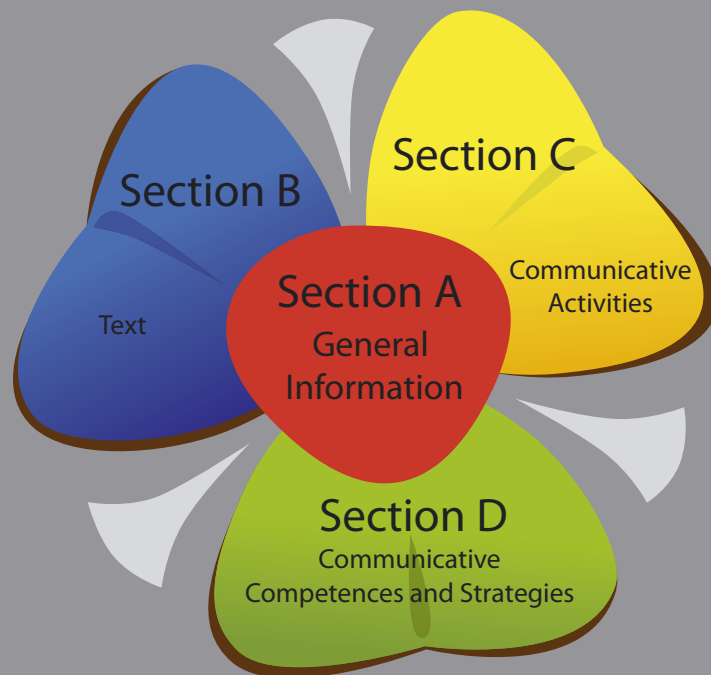 Section B
Text
Section C
Communicative
Activities
Section A
General
Information
Section D
Communicative
Competences and Strategies